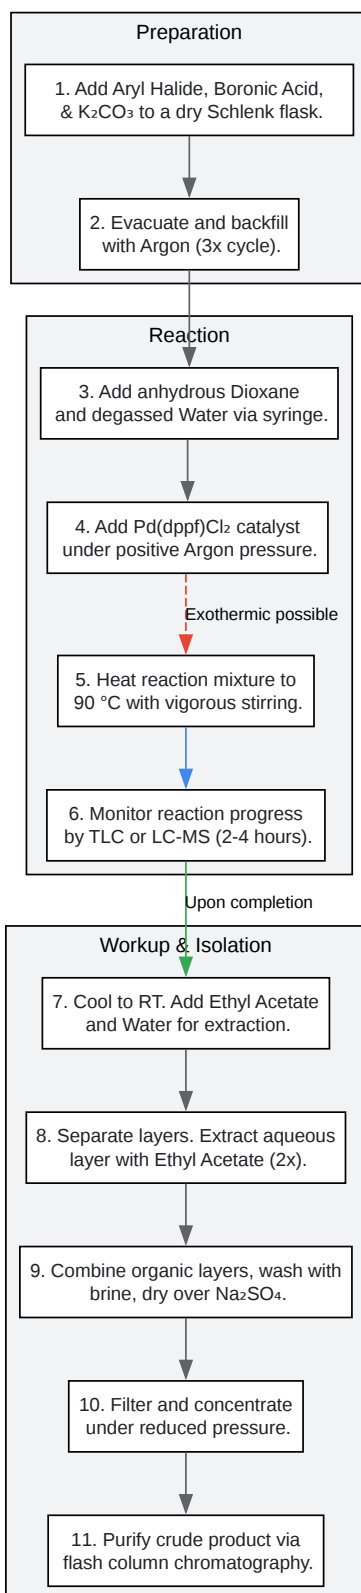 Preparation
1. Add Aryl Halide, Boronic Acid,
& K₂CO₃ to a dry Schlenk flask.
2. Evacuate and backfill
with Argon (3x cycle).
Reaction
3. Add anhydrous Dioxane
and degassed Water via syringe.
4. Add Pd(dppf)Cl₂ catalyst
under positive Argon pressure.
Exothermic possible
5. Heat reaction mixture to
90 °C with vigorous stirring.
6. Monitor reaction progress
by TLC or LC-MS (2-4 hours).
Upon completion
Workup & Isolation
7. Cool to RT. Add Ethyl Acetate
and Water for extraction.
8. Separate layers. Extract aqueous
layer with Ethyl Acetate (2x).
9. Combine organic layers, wash with
brine, dry over Na₂SO₄.
10. Filter and concentrate
under reduced pressure.
11. Purify crude product via
flash column chromatography.